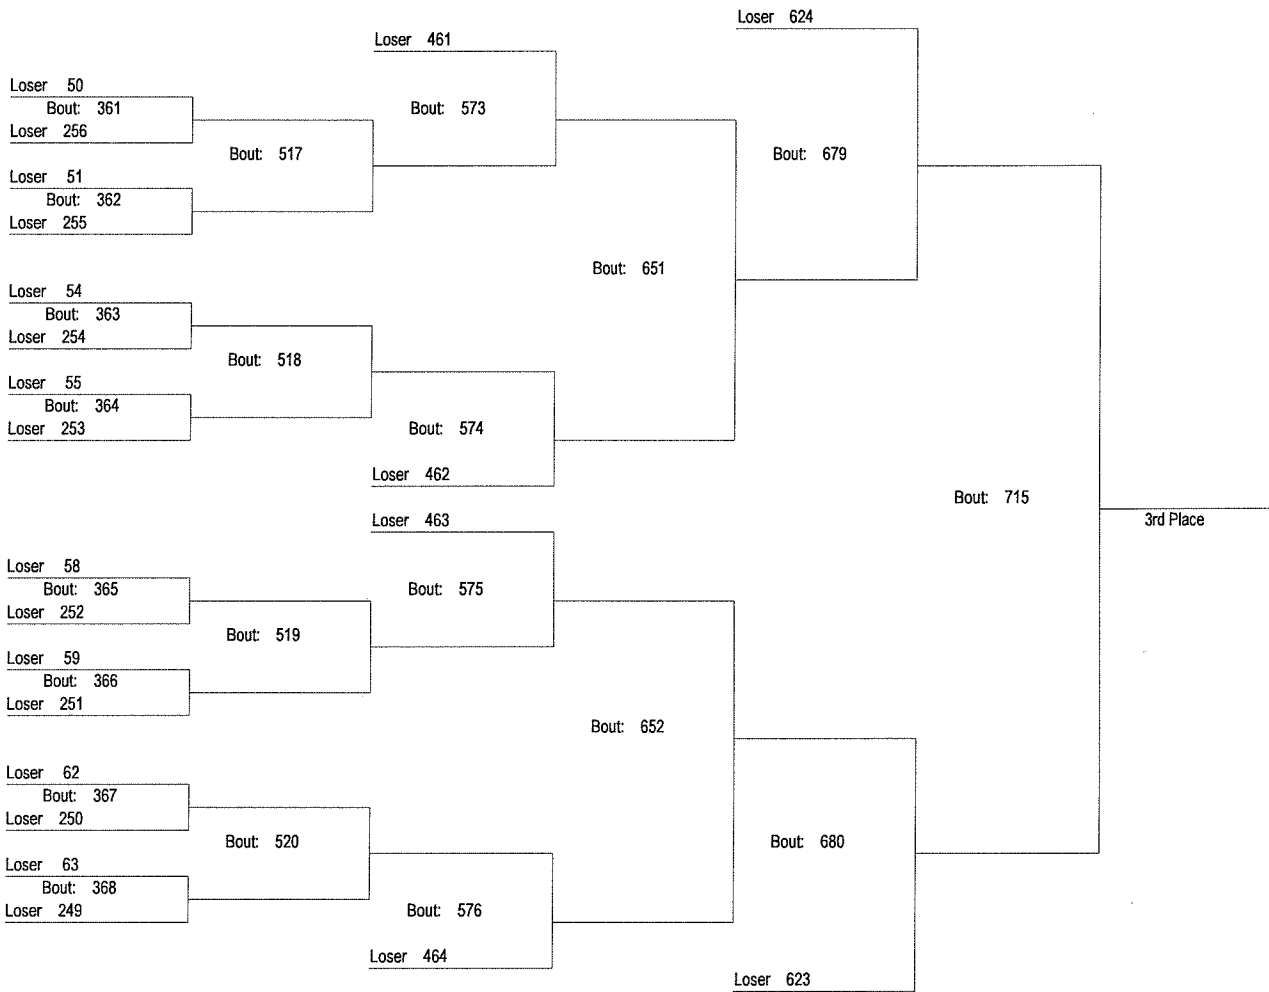 Loser 624
Loser 461
Loser 50
Bout: 361
Bout: 573
Loser 256
Bout: 517
Bout: 679
Loser 51
Bout: 362
Loser 255
Bout: 651
Loser 54
Bout: 363
Loser 254
Bout: 518
Loser 55
Bout: 364
Loser 253
Bout: 574
Loser 462
Bout: 715
Loser 463
3rd Place
Loser 58
Bout: 365
Bout: 575
Loser 252
Bout: 519
Loser 59
Bout: 366
Loser 251
Bout: 652
Loser 62
Bout: 367
Loser 250
Bout: 520
Bout: 680
Loser 63
Bout: 368
Loser 249
Bout: 576
Loser 464
Loser 623